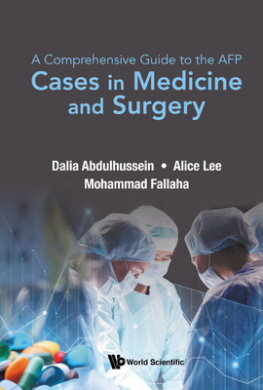 A Comprehensive Guide to the AFP
Cases in Medicine
and Surgery
Dalia Abdulhussein • Alice Lee
Mohammad Fallaha
World Scientific